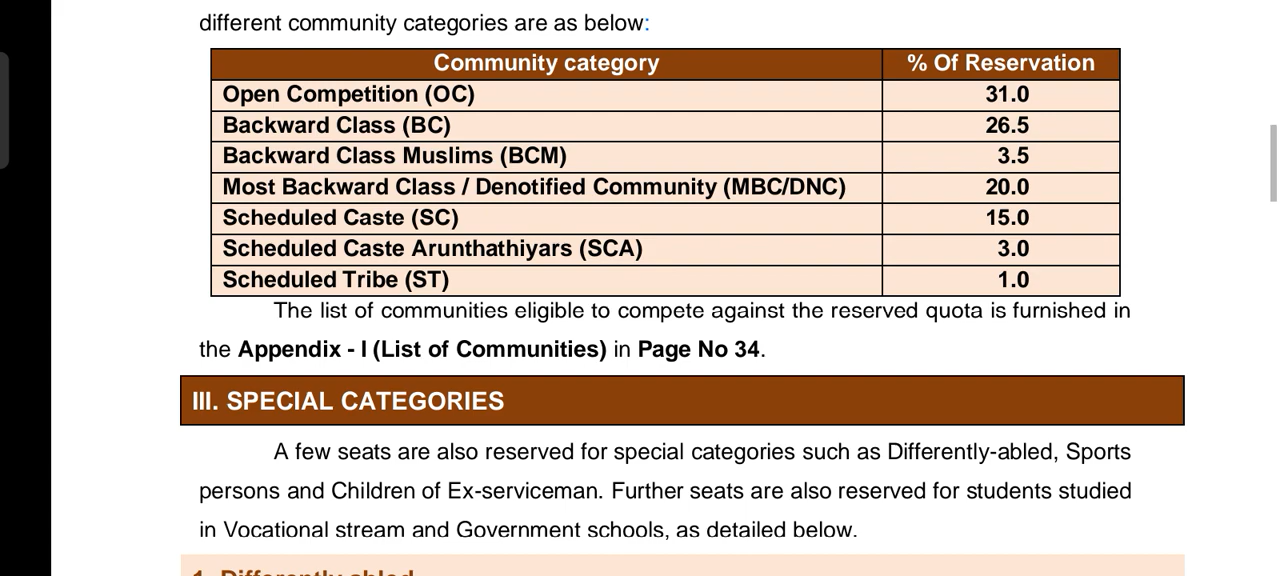 different community categories are as below:
Community category % Of Reservation
Open Competition (OC) 31.0
Backward Class (BC) 26.5
Backward Class Muslims (BCM) 3.5
Most Backward Class / Denotified Community (MBC/DNC) 20.0
Scheduled Caste (SC) 15.0
Scheduled Caste Arunthathiyars (SCA) 3.0
Scheduled Tribe (ST) 1.0
The list of communities eligible to compete against the reserved quota is furnished in
the Appendix - I (List of Communities) in Page No 34.
III. SPECIAL CATEGORIES
A few seats are also reserved for special categories such as Differently-abled, Sports
persons and Children of Ex-serviceman. Further seats are also reserved for students studied
in Vocational stream and Government schools, as detailed below.
1. Differently abled